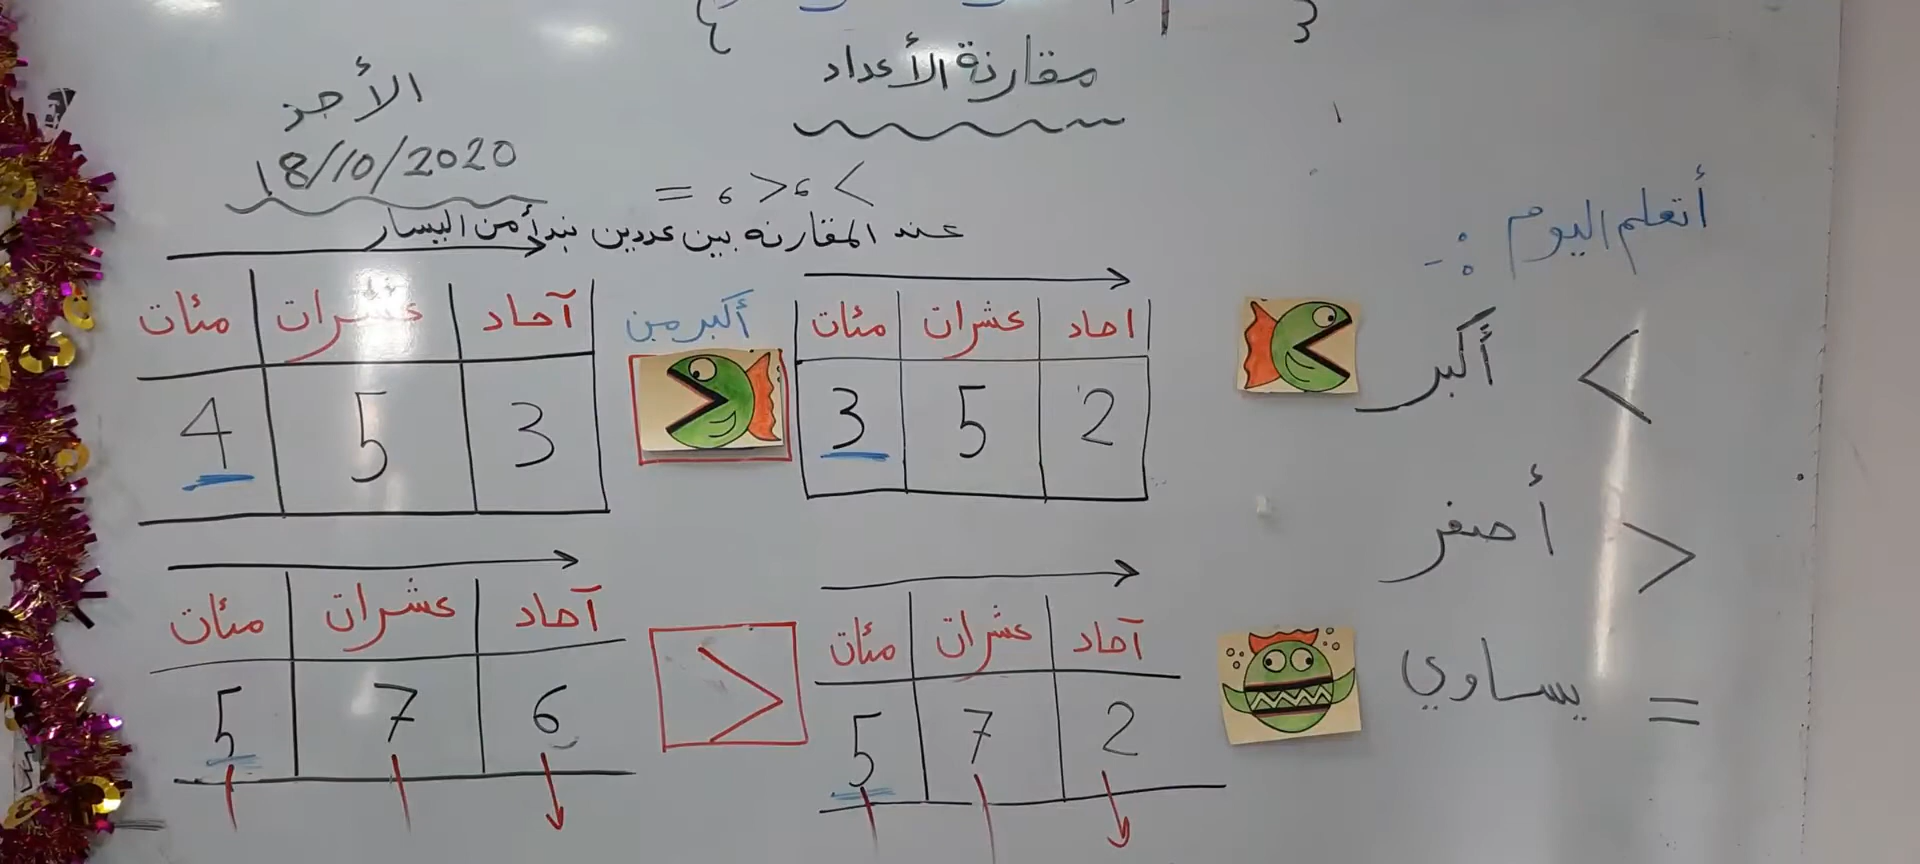 مقارنة الأعداد
الأحد
18/10/2020
< ، > ، =
عند المقارنة بين عددين نبدأ من اليسار
أتعلم اليوم :-
< أكبر
> أصغر
= يساوي
مئات عشرات آحاد
4 5 3
أكبر من
مئات عشرات احاد
3 5 2
مئات عشرات آحاد
5 7 6
>
مئات عشرات آحاد
5 7 2